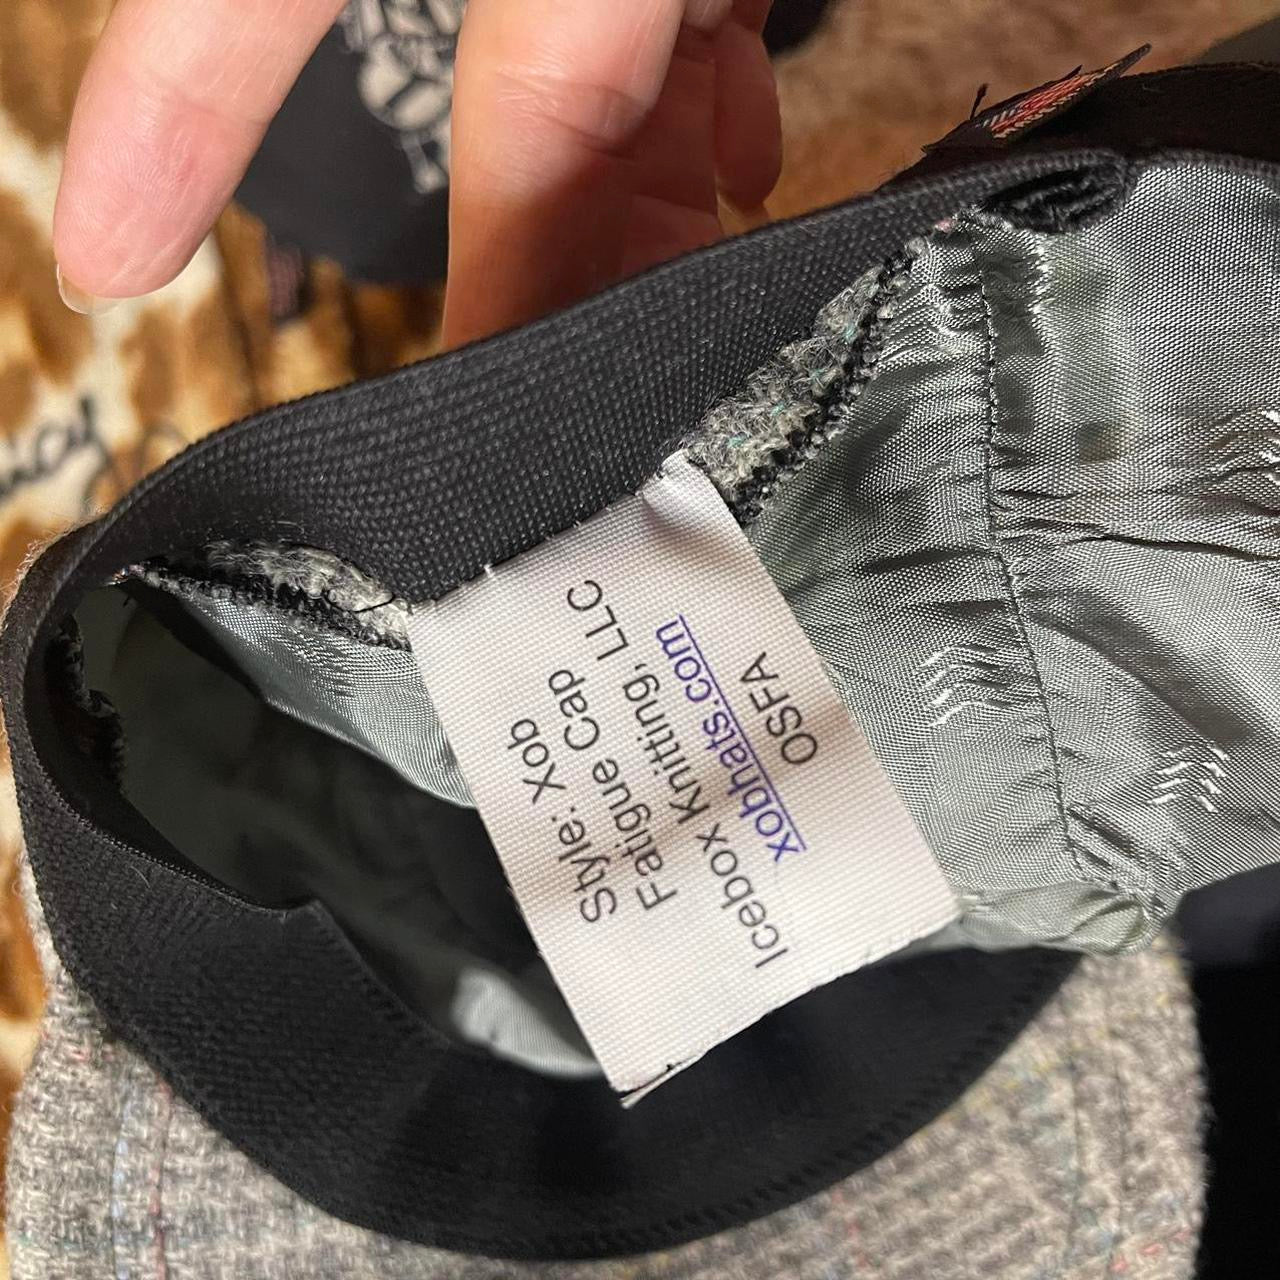 Style: Xob
Fatigue Cap
Icebox Knitting, LLC
xobhats.com
OSFA